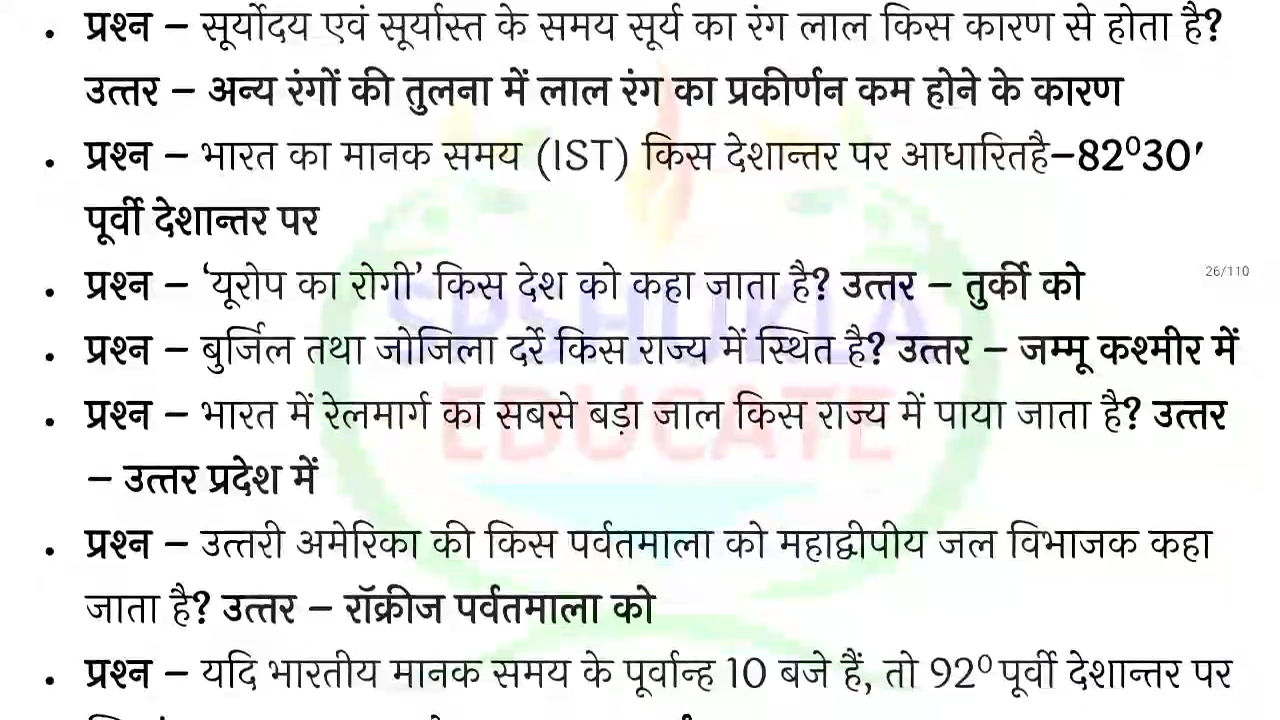 • प्रश्न – सूर्योदय एवं सूर्यास्त के समय सूर्य का रंग लाल किस कारण से होता है?
उत्तर – अन्य रंगों की तुलना में लाल रंग का प्रकीर्णन कम होने के कारण
• प्रश्न – भारत का मानक समय (IST) किस देशान्तर पर आधारितहै–82⁰30′
पूर्वी देशान्तर पर
26/110
• प्रश्न – ‘यूरोप का रोगी’ किस देश को कहा जाता है? उत्तर – तुर्की को
• प्रश्न – बुर्जिल तथा जोजिला दर्रे किस राज्य में स्थित है? उत्तर – जम्मू कश्मीर में
• प्रश्न – भारत में रेलमार्ग का सबसे बड़ा जाल किस राज्य में पाया जाता है? उत्तर
– उत्तर प्रदेश में
• प्रश्न – उत्तरी अमेरिका की किस पर्वतमाला को महाद्वीपीय जल विभाजक कहा
जाता है? उत्तर – रॉक्रीज पर्वतमाला को
• प्रश्न – यदि भारतीय मानक समय के पूर्वान्ह 10 बजे हैं, तो 92⁰ पूर्वी देशान्तर पर
SPSHUKLA
EDUCATE